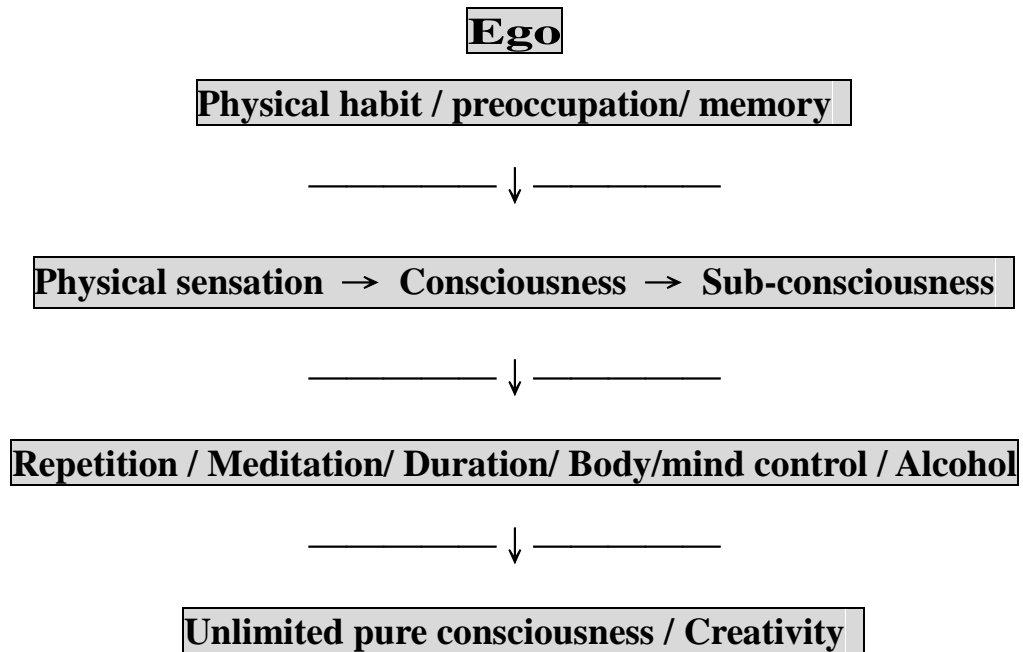 Ego
Physical habit / preoccupation/ memory
————— ↓ —————
Physical sensation → Consciousness → Sub-consciousness
————— ↓ —————
Repetition / Meditation/ Duration/ Body/mind control / Alcohol
————— ↓ —————
Unlimited pure consciousness / Creativity